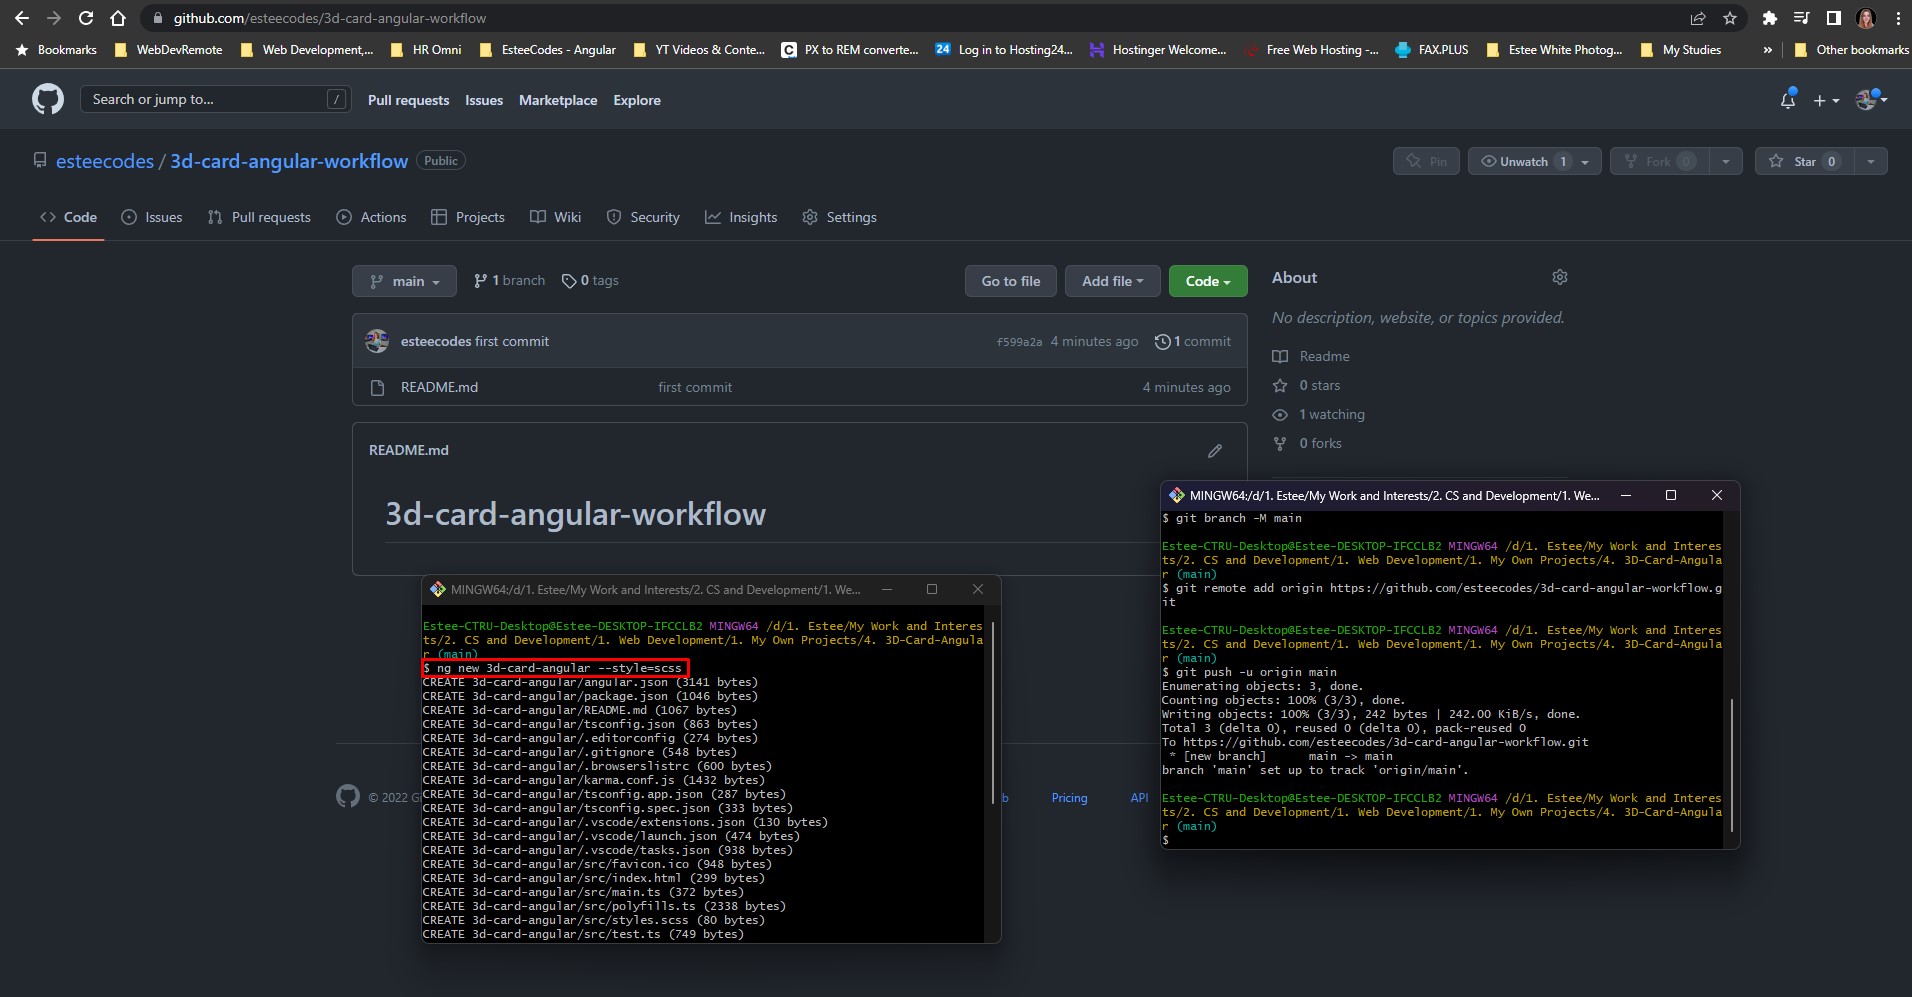 github.com/esteecodes/3d-card-angular-workflow
Bookmarks WebDevRemote Web Development,... HR Omni EsteeCodes - Angular YT Videos & Conte... PX to REM converte... 24 Log in to Hosting24... Hostinger Welcome... Free Web Hosting -... FAX.PLUS Estee White Photog... My Studies » Other bookmarks
Search or jump to... / Pull requests Issues Marketplace Explore
esteecodes / 3d-card-angular-workflow Public Pin Unwatch 1 Fork 0 Star 0
<> Code Issues Pull requests Actions Projects Wiki Security Insights Settings
main 1 branch 0 tags Go to file Add file Code
esteecodes first commit f599a2a 4 minutes ago 1 commit
README.md first commit 4 minutes ago
README.md
3d-card-angular-workflow
About
No description, website, or topics provided.
Readme
0 stars
1 watching
0 forks
MINGW64:/d/1. Estee/My Work and Interests/2. CS and Development/1. We...
Estee-CTRU-Desktop@Estee-DESKTOP-IFCCLB2 MINGW64 /d/1. Estee/My Work and Interes
ts/2. CS and Development/1. Web Development/1. My Own Projects/4. 3D-Card-Angula
r (main)
$ ng new 3d-card-angular --style=scss
CREATE 3d-card-angular/angular.json (3141 bytes)
CREATE 3d-card-angular/package.json (1046 bytes)
CREATE 3d-card-angular/README.md (1067 bytes)
CREATE 3d-card-angular/tsconfig.json (863 bytes)
CREATE 3d-card-angular/.editorconfig (274 bytes)
CREATE 3d-card-angular/.gitignore (548 bytes)
CREATE 3d-card-angular/.browserslistrc (600 bytes)
CREATE 3d-card-angular/karma.conf.js (1432 bytes)
CREATE 3d-card-angular/tsconfig.app.json (287 bytes)
CREATE 3d-card-angular/tsconfig.spec.json (333 bytes)
CREATE 3d-card-angular/.vscode/extensions.json (130 bytes)
CREATE 3d-card-angular/.vscode/launch.json (474 bytes)
CREATE 3d-card-angular/.vscode/tasks.json (938 bytes)
CREATE 3d-card-angular/src/favicon.ico (948 bytes)
CREATE 3d-card-angular/src/index.html (299 bytes)
CREATE 3d-card-angular/src/main.ts (372 bytes)
CREATE 3d-card-angular/src/polyfills.ts (2338 bytes)
CREATE 3d-card-angular/src/styles.scss (80 bytes)
CREATE 3d-card-angular/src/test.ts (749 bytes)
MINGW64:/d/1. Estee/My Work and Interests/2. CS and Development/1. We...
$ git branch -M main
Estee-CTRU-Desktop@Estee-DESKTOP-IFCCLB2 MINGW64 /d/1. Estee/My Work and Interes
ts/2. CS and Development/1. Web Development/1. My Own Projects/4. 3D-Card-Angula
r (main)
$ git remote add origin https://github.com/esteecodes/3d-card-angular-workflow.g
it
Estee-CTRU-Desktop@Estee-DESKTOP-IFCCLB2 MINGW64 /d/1. Estee/My Work and Interes
ts/2. CS and Development/1. Web Development/1. My Own Projects/4. 3D-Card-Angula
r (main)
$ git push -u origin main
Enumerating objects: 3, done.
Counting objects: 100% (3/3), done.
Writing objects: 100% (3/3), 242 bytes | 242.00 KiB/s, done.
Total 3 (delta 0), reused 0 (delta 0), pack-reused 0
To https://github.com/esteecodes/3d-card-angular-workflow.git
* [new branch] main -> main
branch 'main' set up to track 'origin/main'.
Estee-CTRU-Desktop@Estee-DESKTOP-IFCCLB2 MINGW64 /d/1. Estee/My Work and Interes
ts/2. CS and Development/1. Web Development/1. My Own Projects/4. 3D-Card-Angula
r (main)
$
© 2022 G b Pricing API